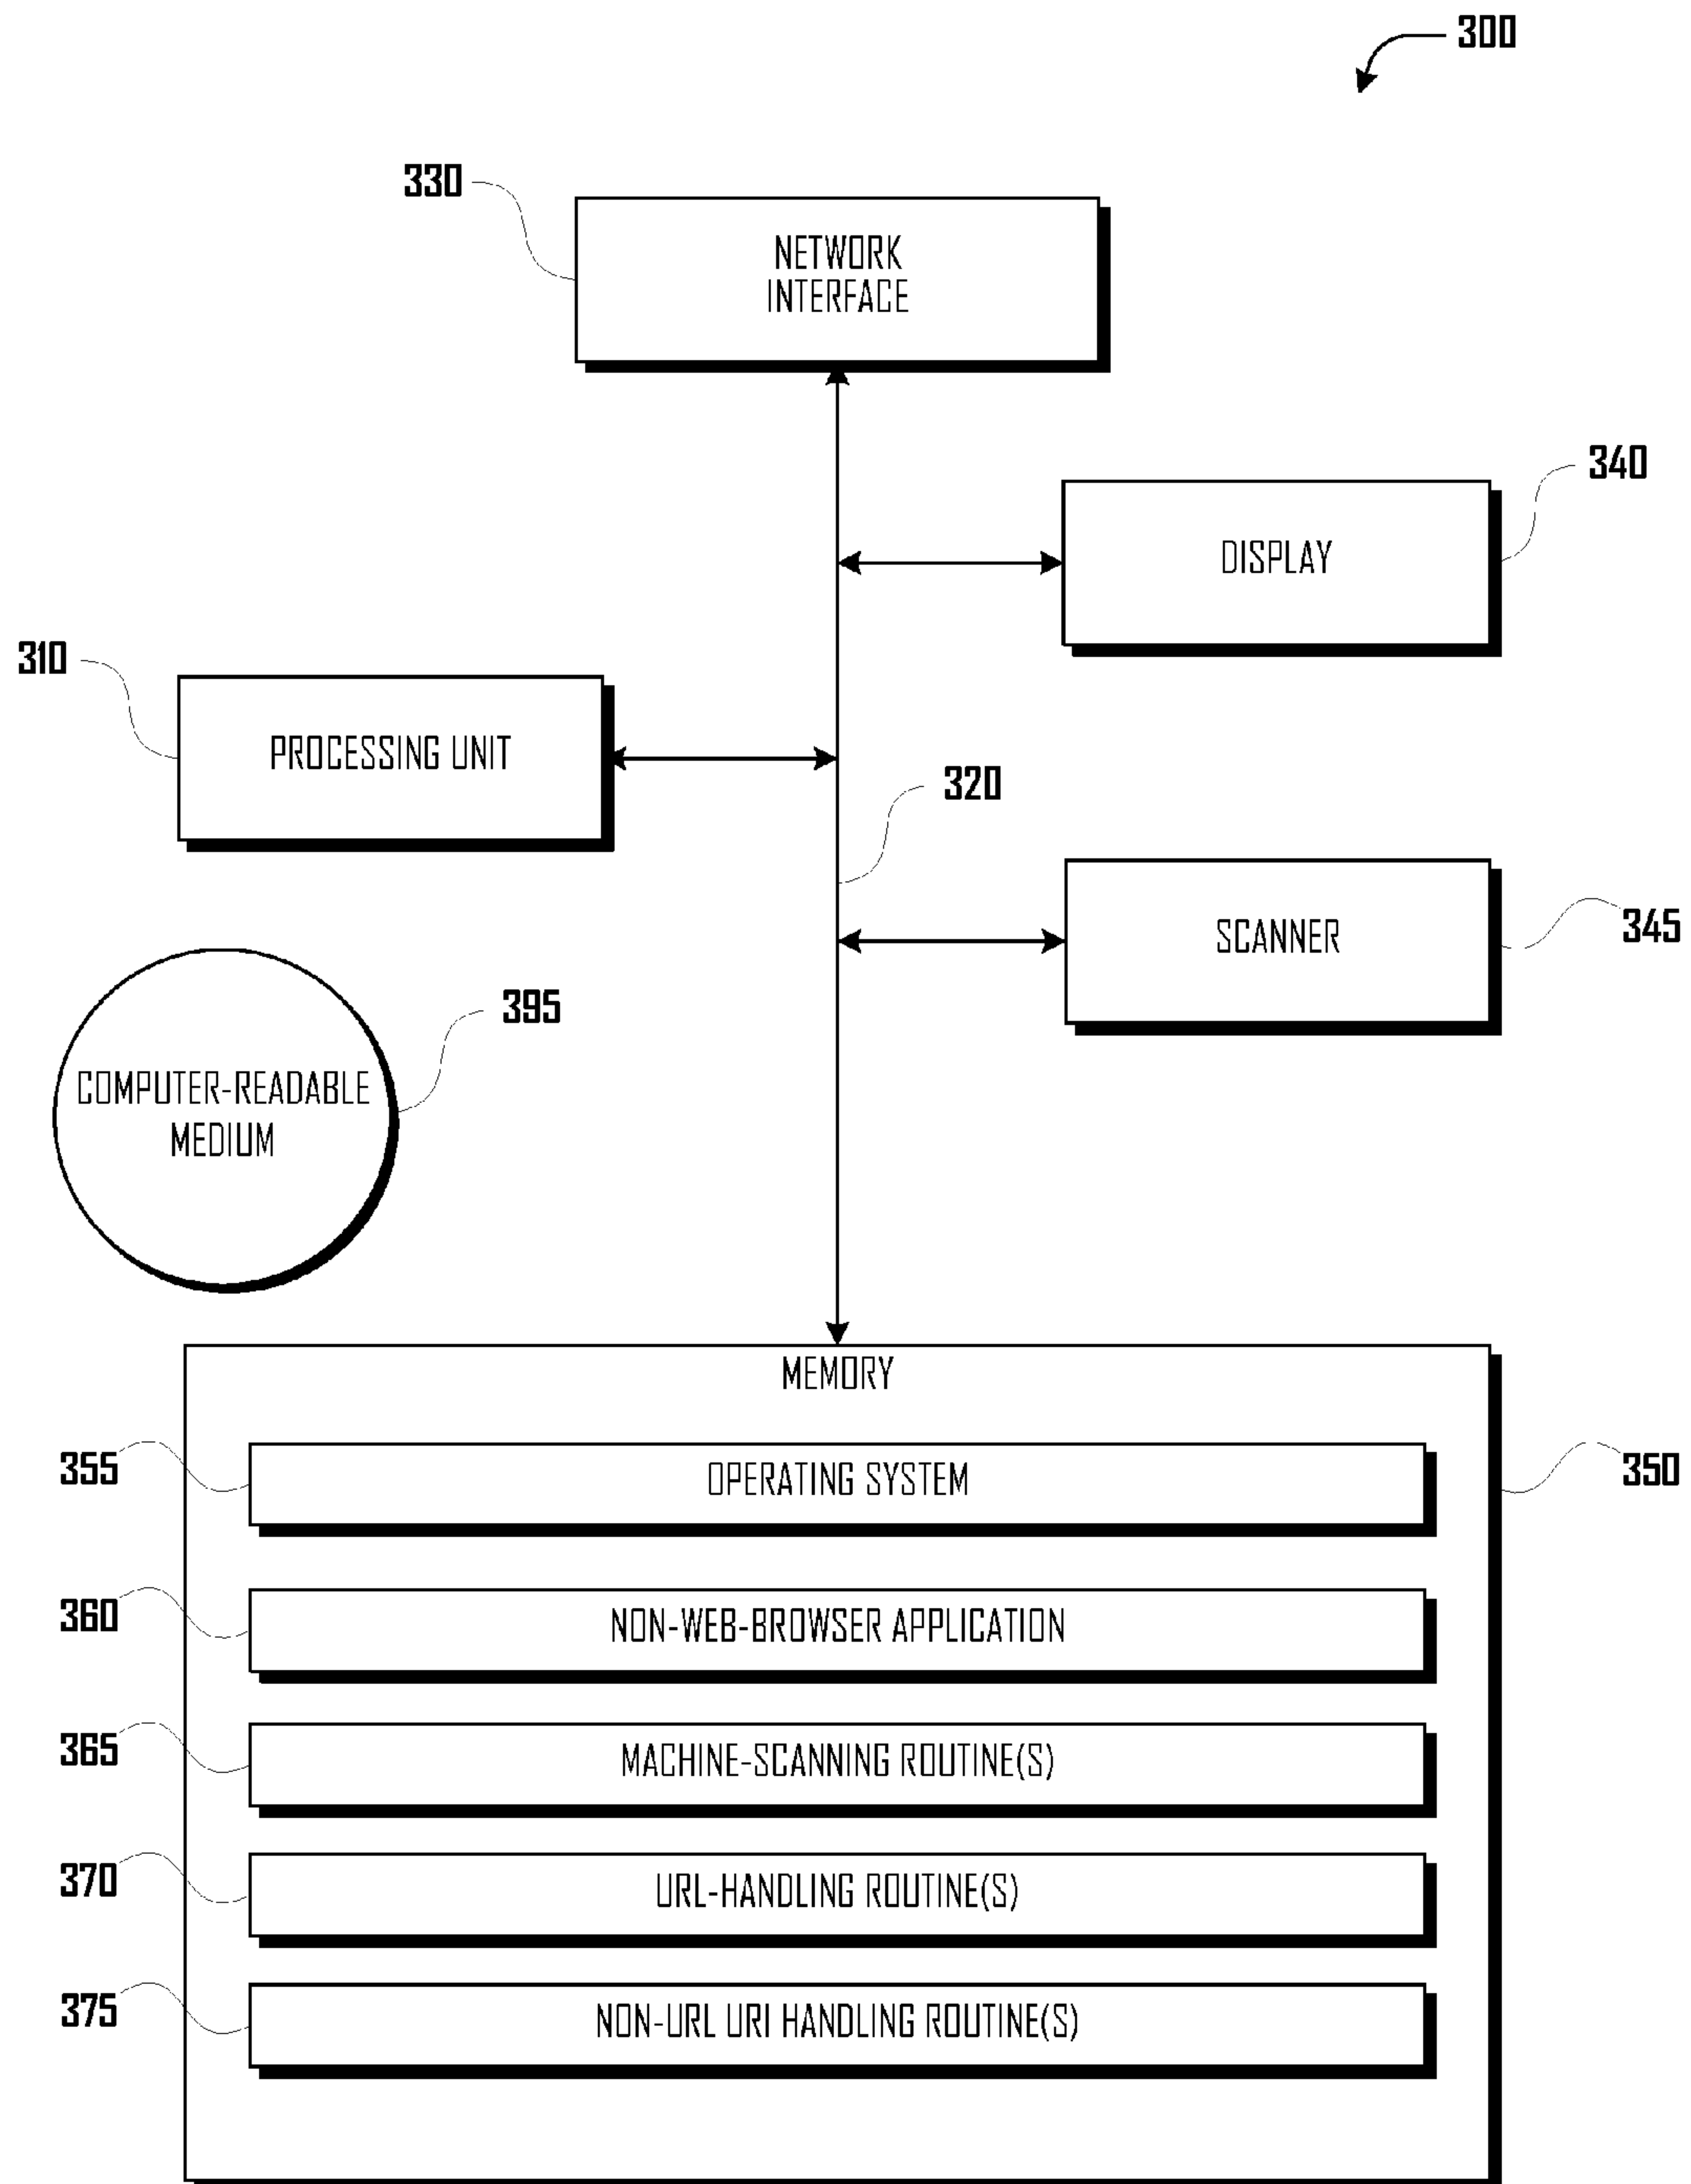 300
330
NETWORK
INTERFACE
340
DISPLAY
310
PROCESSING UNIT
320
SCANNER
345
395
COMPUTER-READABLE
MEDIUM
MEMORY
355
OPERATING SYSTEM
350
360
NON-WEB-BROWSER APPLICATION
365
MACHINE-SCANNING ROUTINE(S)
370
URL-HANDLING ROUTINE(S)
375
NON-URL URI HANDLING ROUTINE(S)